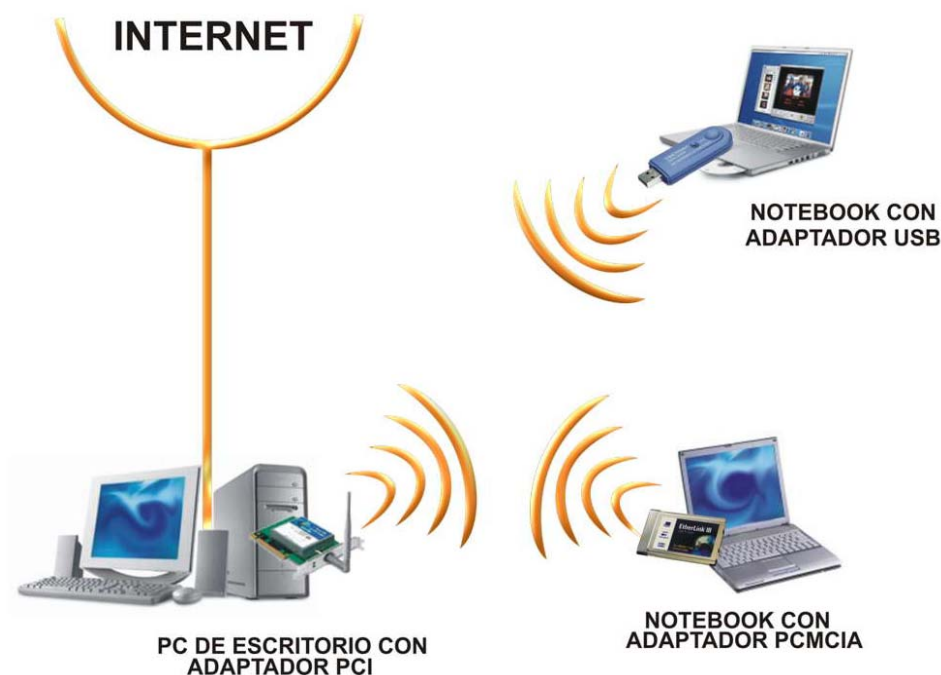 INTERNET
NOTEBOOK CON
ADAPTADOR USB
EtherLink III
PC DE ESCRITORIO CON
ADAPTADOR PCI
NOTEBOOK CON
ADAPTADOR PCMCIA